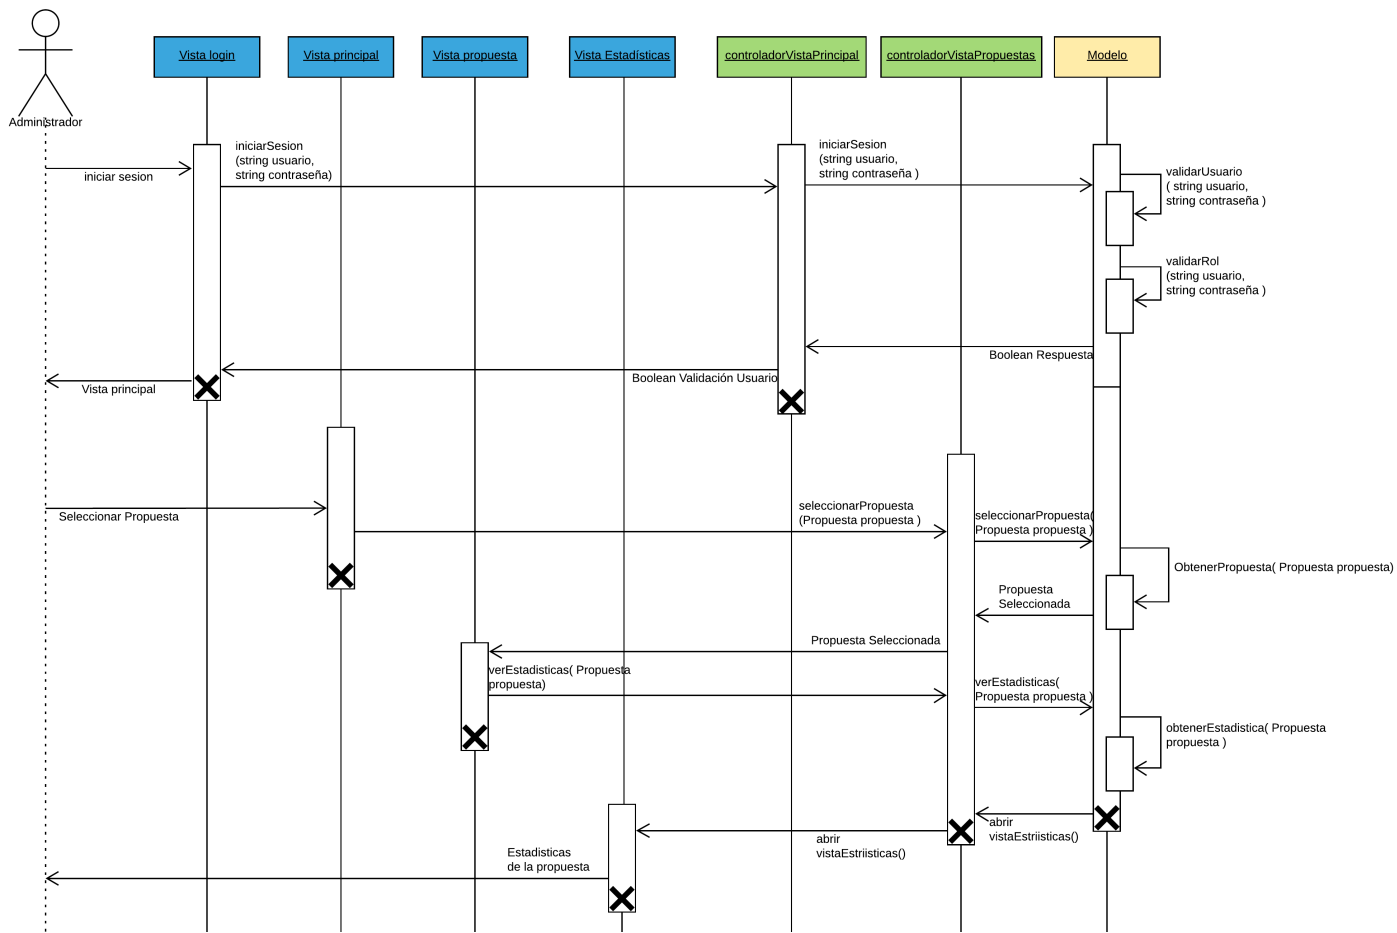 Administrador
Vista login
Vista principal
Vista propuesta
Vista Estadísticas
controladorVistaPrincipal
controladorVistaPropuestas
Modelo
iniciar sesion
iniciarSesion
(string usuario,
string contraseña)
iniciarSesion
(string usuario,
string contraseña )
validarUsuario
( string usuario,
string contraseña )
validarRol
(string usuario,
string contraseña )
Boolean Respuesta
Boolean Validación Usuario
Vista principal
Seleccionar Propuesta
seleccionarPropuesta
(Propuesta propuesta )
seleccionarPropuesta(
Propuesta propuesta )
ObtenerPropuesta( Propuesta propuesta)
Propuesta
Seleccionada
Propuesta Seleccionada
verEstadisticas( Propuesta
propuesta)
verEstadisticas(
Propuesta propuesta )
obtenerEstadistica( Propuesta
propuesta )
abrir
vistaEstriisticas()
abrir
vistaEstriisticas()
Estadisticas
de la propuesta